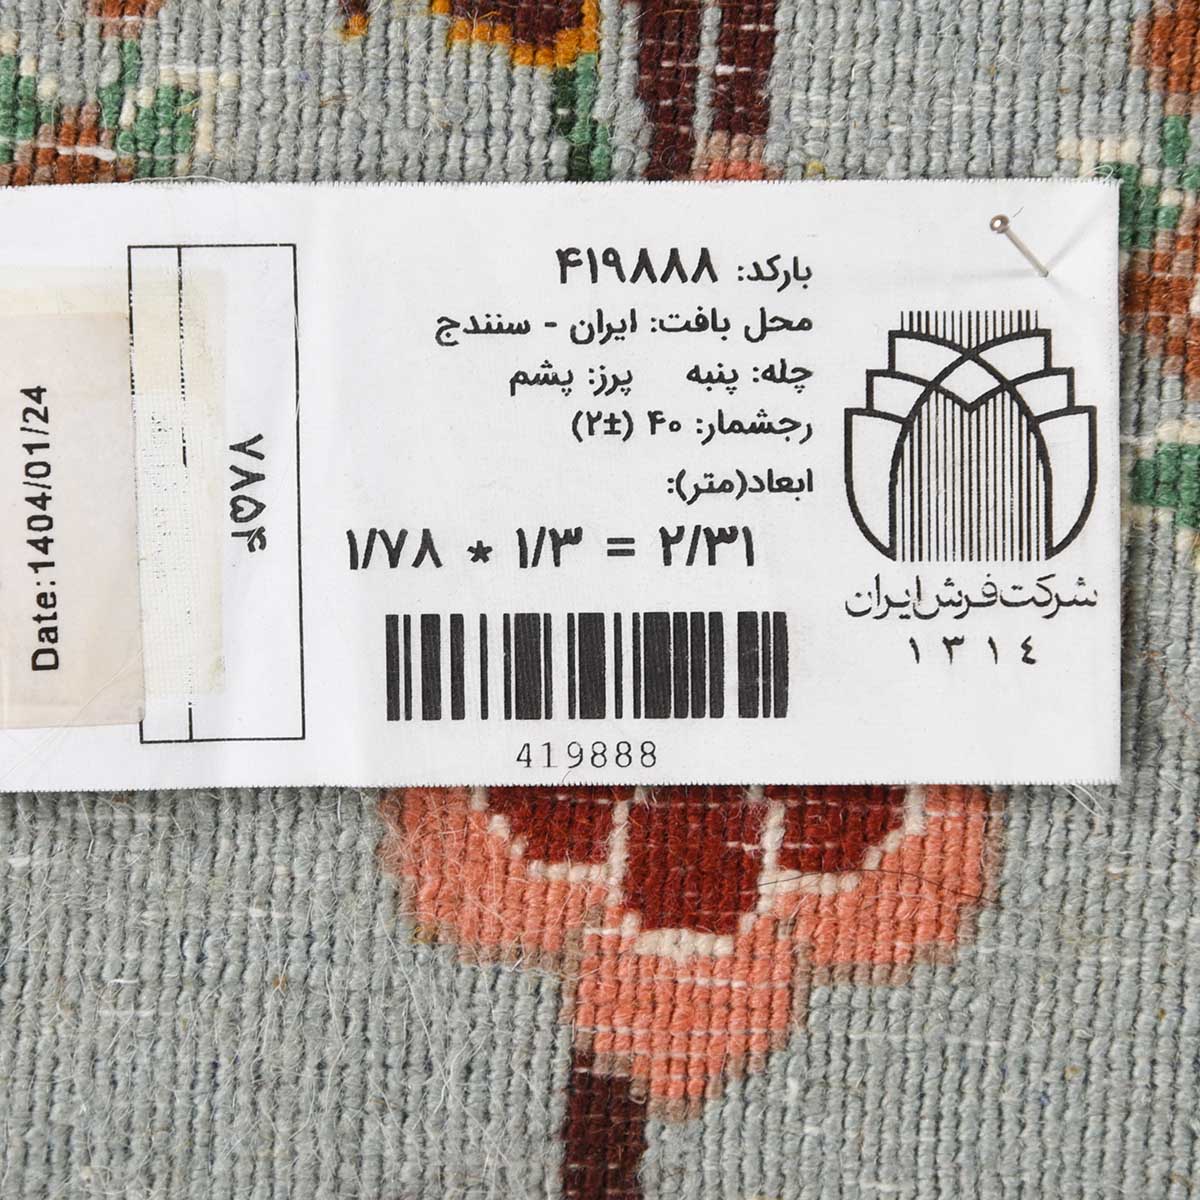 بارکد: ۴۱۹۸۸۸
محل بافت: ایران - سنندج
چله: پنبه پرز: پشم
رجشمار: ۴۰ (±۲)
ابعاد(متر):
۱/۷۸ * ۱/۳ = ۲/۳۱
419888
شرکت فرش ایران
۱۳۱۴
۷۸۵۴
Date:1404/01/24